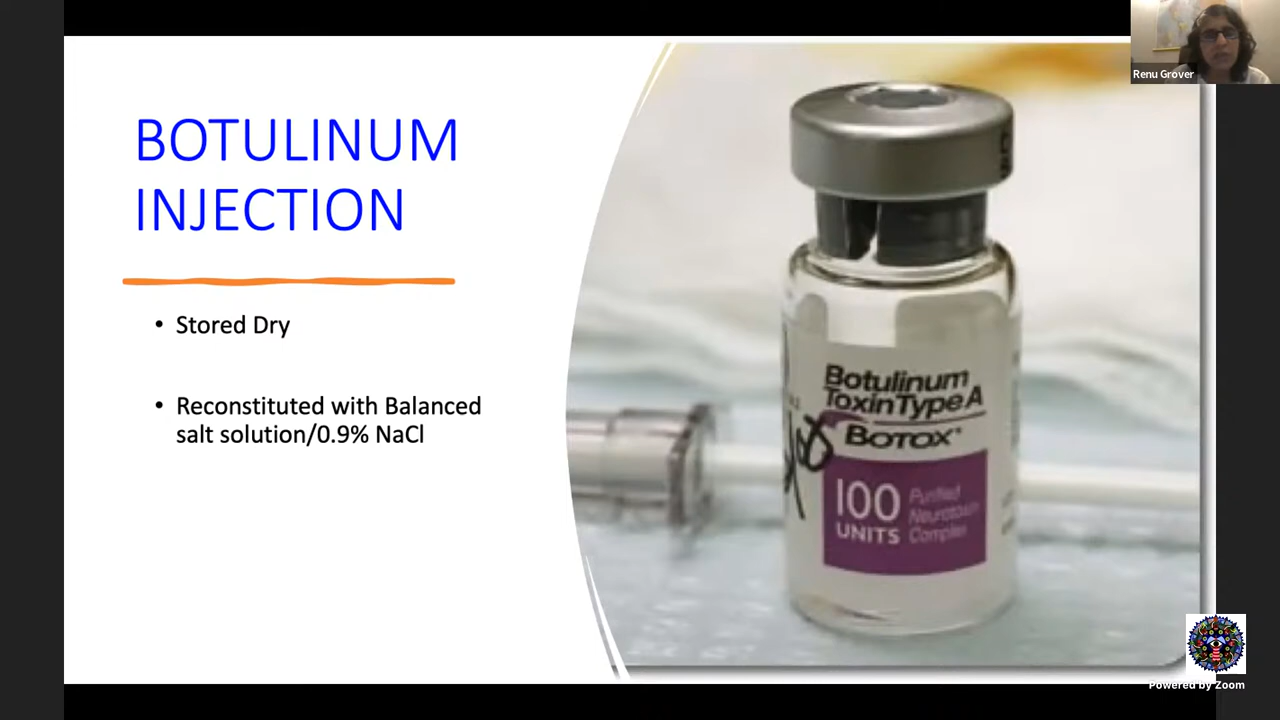 Renu Grover
BOTULINUM
INJECTION
• Stored Dry
• Reconstituted with Balanced
salt solution/0.9% NaCl
Botulinum
Toxin Type A
BOTOX
100
UNITS
Purified
Neurotoxin
Complex
Powered by Zoom